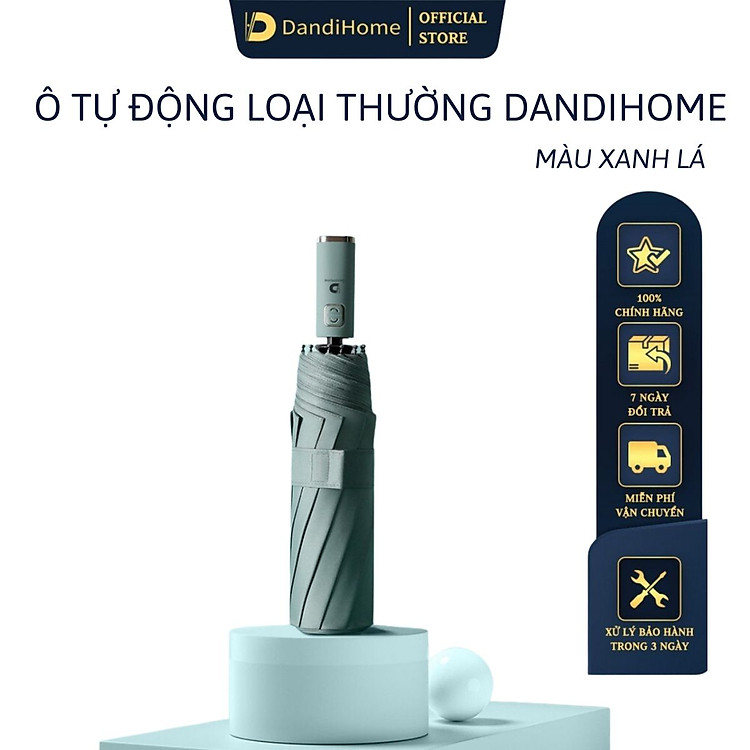 DandiHome
OFFICIAL
STORE
Ô TỰ ĐỘNG LOẠI THƯỜNG DANDIHOME
MÀU XANH LÁ
100%
CHÍNH HÃNG
7 NGÀY
ĐỔI TRẢ
MIỄN PHÍ
VẬN CHUYỂN
XỬ LÝ BẢO HÀNH
TRONG 3 NGÀY